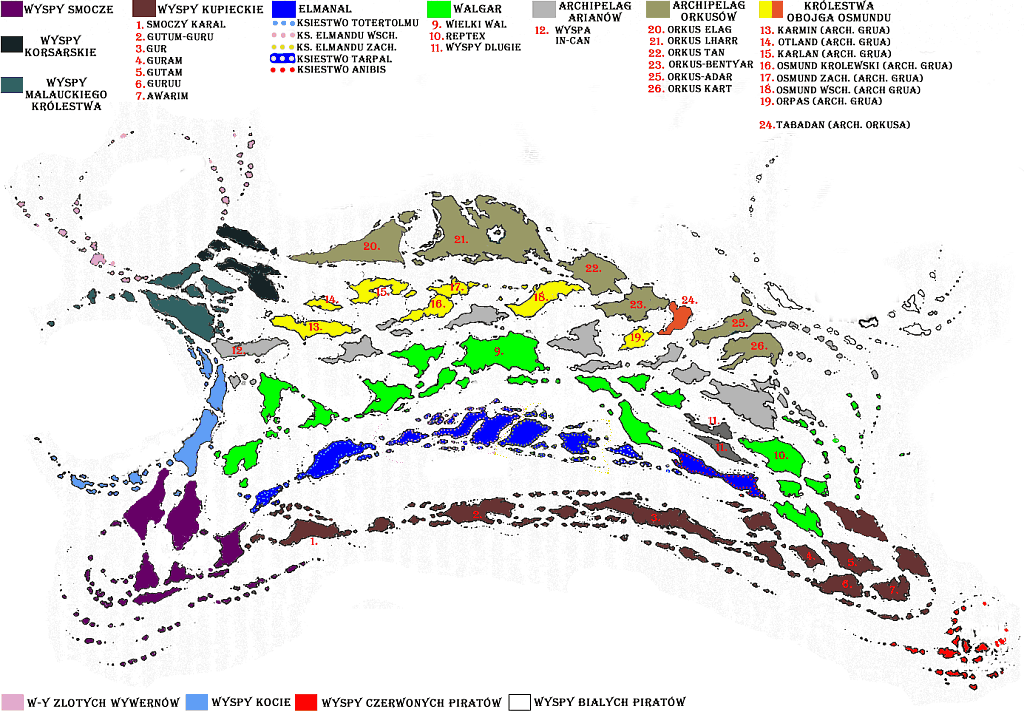 WYSPY SMOCZE
WYSPY
KORSARSKIE
WYSPY
MALAUCKIEGO
KRÓLESTWA
WYSPY KUPIECKIE
1. SMOCZY KARAL
2. GUTUM-GURU
3. GUR
4. GURAM
5. GUTAM
6. GURUU
7. AWARIM
ELMANAL
KSIESTWO TOTERTOLMU
KS. ELMANDU WSCH.
KS. ELMANDU ZACH.
KSIESTWO TARPAL
KSIESTWO ANIBIS
WALGAR
9. WIELKI WAL
10. REPTEX
11. WYSPY DLUGIE
ARCHIPELAG
ARIANÓW
12. WYSPA
IN-CAN
ARCHIPELAG
ORKUSÓW
20. ORKUS ELAG
21. ORKUS LHARR
22. ORKUS TAN
23. ORKUS-BENTYAR
25. ORKUS-ADAR
26. ORKUS KART
KRÓLESTWA
OBOJGA OSMUNDU
13. KARMIN (ARCH. GRUA)
14. OTLAND (ARCH. GRUA)
15. KARLAN (ARCH. GRUA)
16. OSMUND KROLEWSKI (ARCH. GRUA)
17. OSMUND ZACH. (ARCH. GRUA)
18. OSMUND WSCH. (ARCH GRUA)
19. ORPAS (ARCH. GRUA)
24. TABADAN (ARCH. ORKUSA)
20.
21.
22.
23.
24.
25.
26.
14.
15.
17.
16.
18.
13.
19.
12.
9.
11.
11.
10.
1.
2.
3.
4.
5.
6.
7.
W-Y ZLOTYCH WYWERNÓW
WYSPY KOCIE
WYSPY CZERWONYCH PIRATÓW
WYSPY BIALYCH PIRATÓW